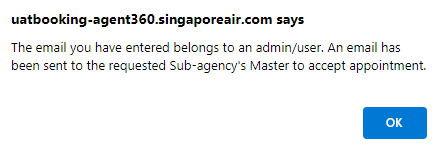 uatbooking-agent360.singaporeair.com says
The email you have entered belongs to an admin/user. An email has
been sent to the requested Sub-agency's Master to accept appointment.
OK